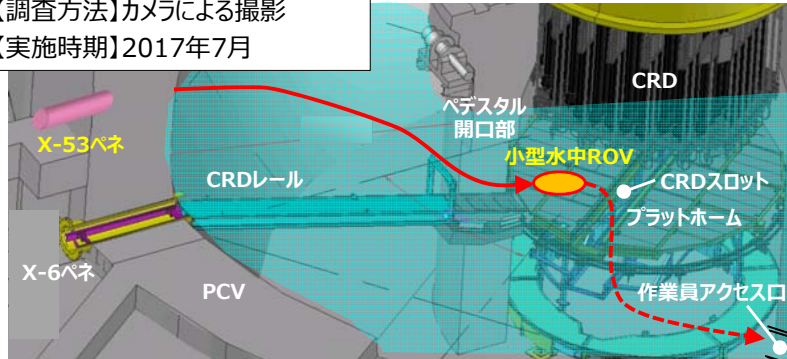 【調査方法】カメラによる撮影
【実施時期】2017年7月
CRD
ペデスタル
開口部
X-53ペネ
小型水中ROV
CRDレール
CRDスロット
プラットホーム
X-6ペネ
PCV
作業員アクセス口